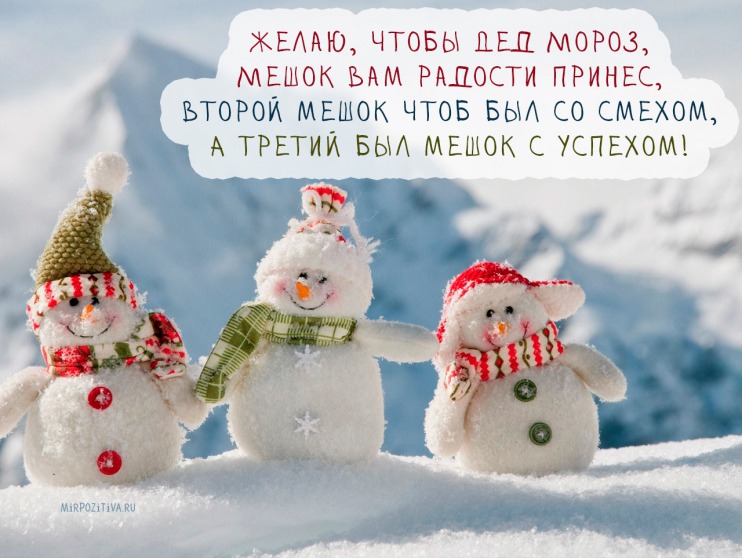 ЖЕЛАЮ, ЧТОБЫ ДЕД МОРОЗ,
МЕШОК ВАМ РАДОСТИ ПРИНЕС,
ВТОРОЙ МЕШОК ЧТОБ БЫЛ СО СМЕХОМ,
А ТРЕТИЙ БЫЛ МЕШОК С УСПЕХОМ!
MIRPOZITIVA.RU